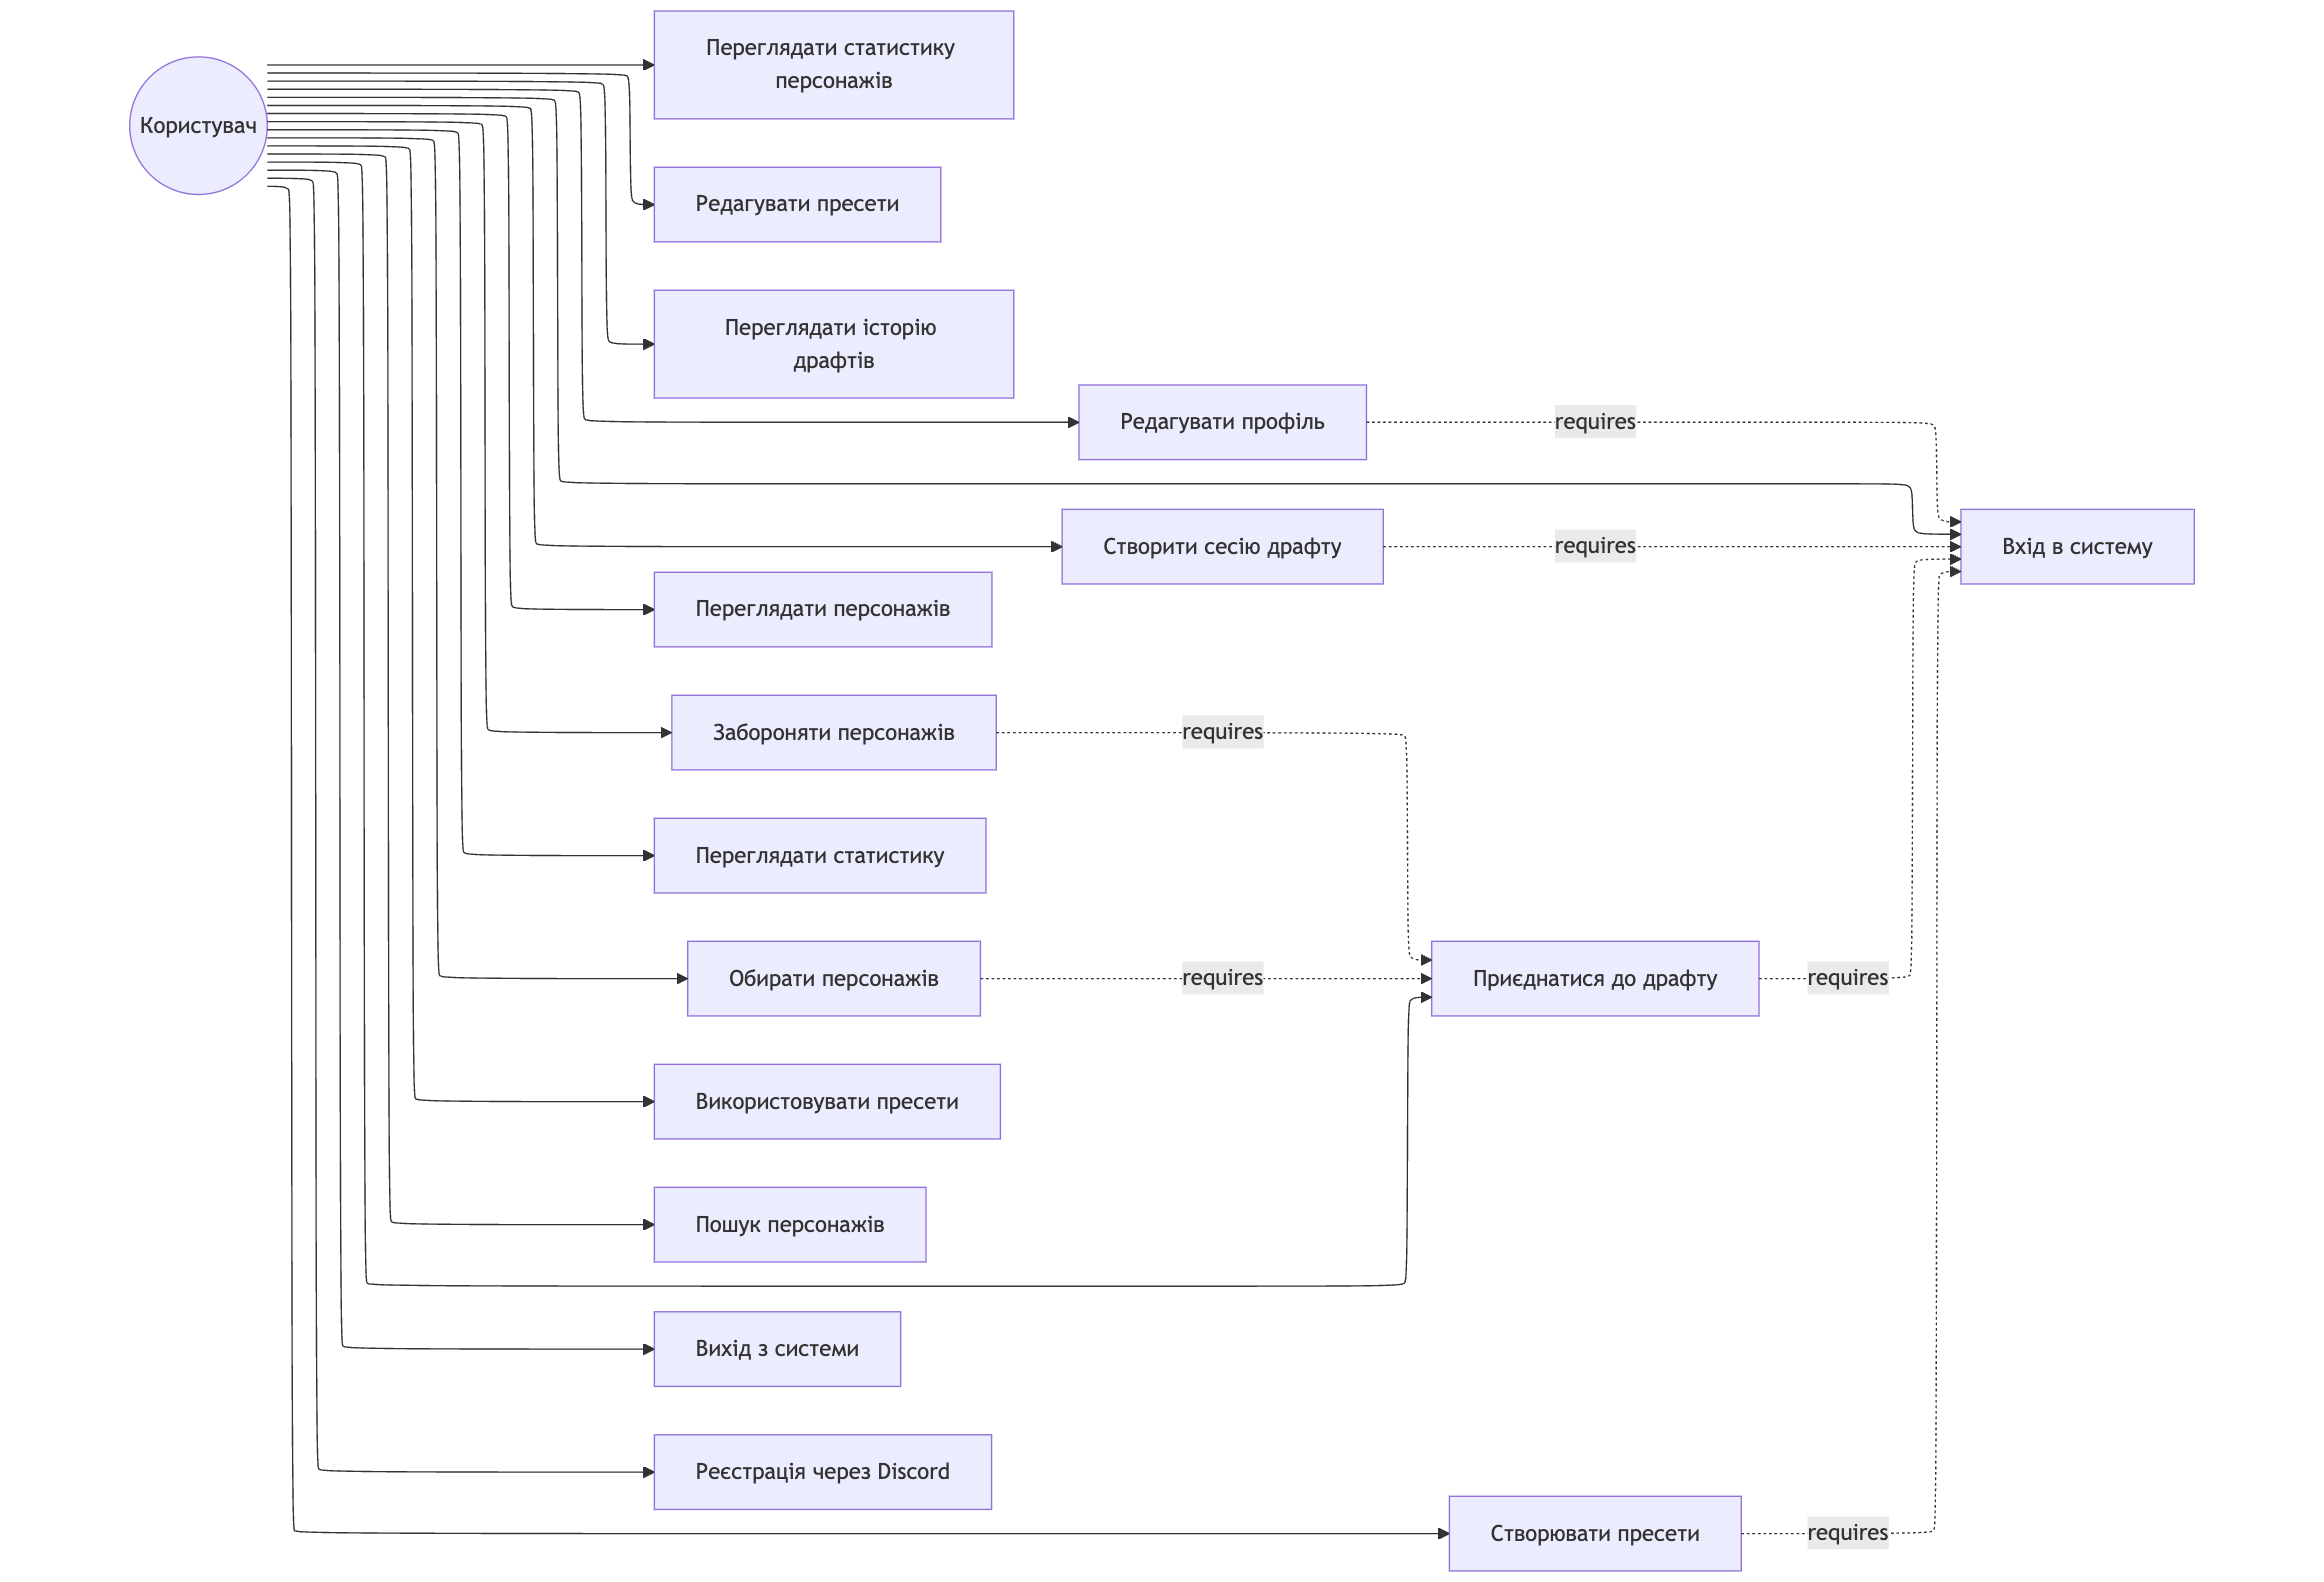 Користувач
Переглядати статистику
персонажів
Редагувати пресети
Переглядати історію
драфтів
Редагувати профіль
requires
Створити сесію драфту
requires
Вхід в систему
Переглядати персонажів
Забороняти персонажів
requires
Переглядати статистику
Обирати персонажів
requires
Приєднатися до драфту
requires
Використовувати пресети
Пошук персонажів
Вихід з системи
Реєстрація через Discord
Створювати пресети
requires